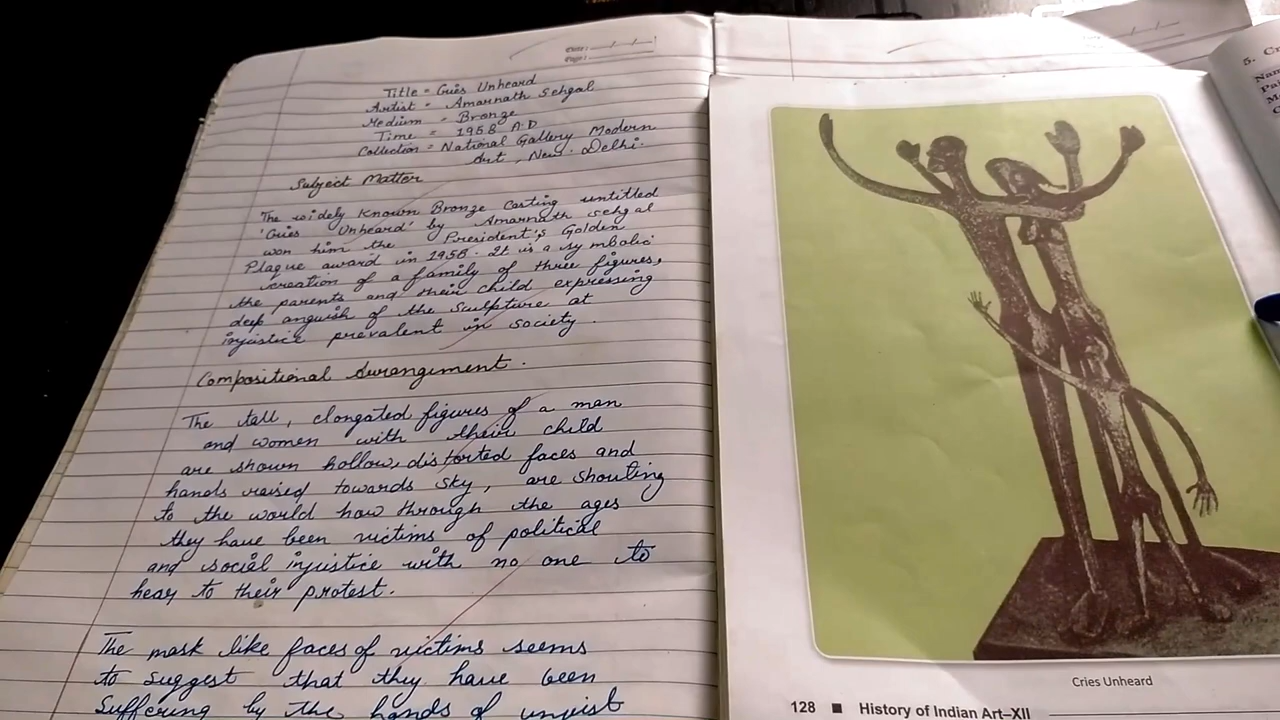 Date: __/__/__
Page: ______
Title = Cries Unheard
Artist = Amarnath Sehgal
Medium = Bronze
Time = 1958 A.D
Collection = National Gallery Modern
Art, New. Delhi.
Subject Matter
The widely Known Bronze Casting untitled
'Cries Unheard' by Amarnath Sehgal
won him the President's Golden
Plaque award in 1958. It is a symbolic
creation of a family of three figures,
the parents and their child expressing
deep anguish of the Sculpture at
injustice prevalent in society.
Compositional Arrangement.
The tall, elongated figures of a man
and women with their child
are shown hollow, distorted faces and
hands raised towards sky, are shouting
to the world how through the ages
they have been victims of political
and social injustice with no one to
hear to their protest.
The mask like faces of victims seems
to suggest that they have been
Suffering by the hands of
Cries Unheard
128 ■ History of Indian Art–XII
5.